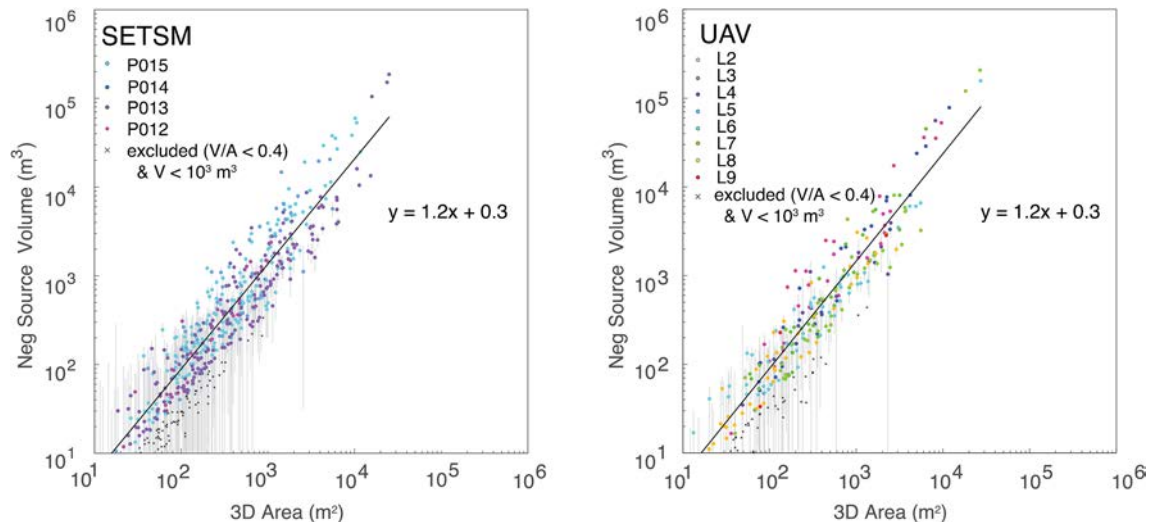 SETSM
P015
P014
P013
P012
excluded (V/A < 0.4)
& V < 10³ m³
y = 1.2x + 0.3
Neg Source Volume (m³)
10⁶
10⁵
10⁴
10³
10²
10¹
10¹ 10² 10³ 10⁴ 10⁵ 10⁶
3D Area (m²)
UAV
L2
L3
L4
L5
L6
L7
L8
L9
excluded (V/A < 0.4)
& V < 10³ m³
y = 1.2x + 0.3
Neg Source Volume (m³)
10⁶
10⁵
10⁴
10³
10²
10¹
10¹ 10² 10³ 10⁴ 10⁵ 10⁶
3D Area (m²)